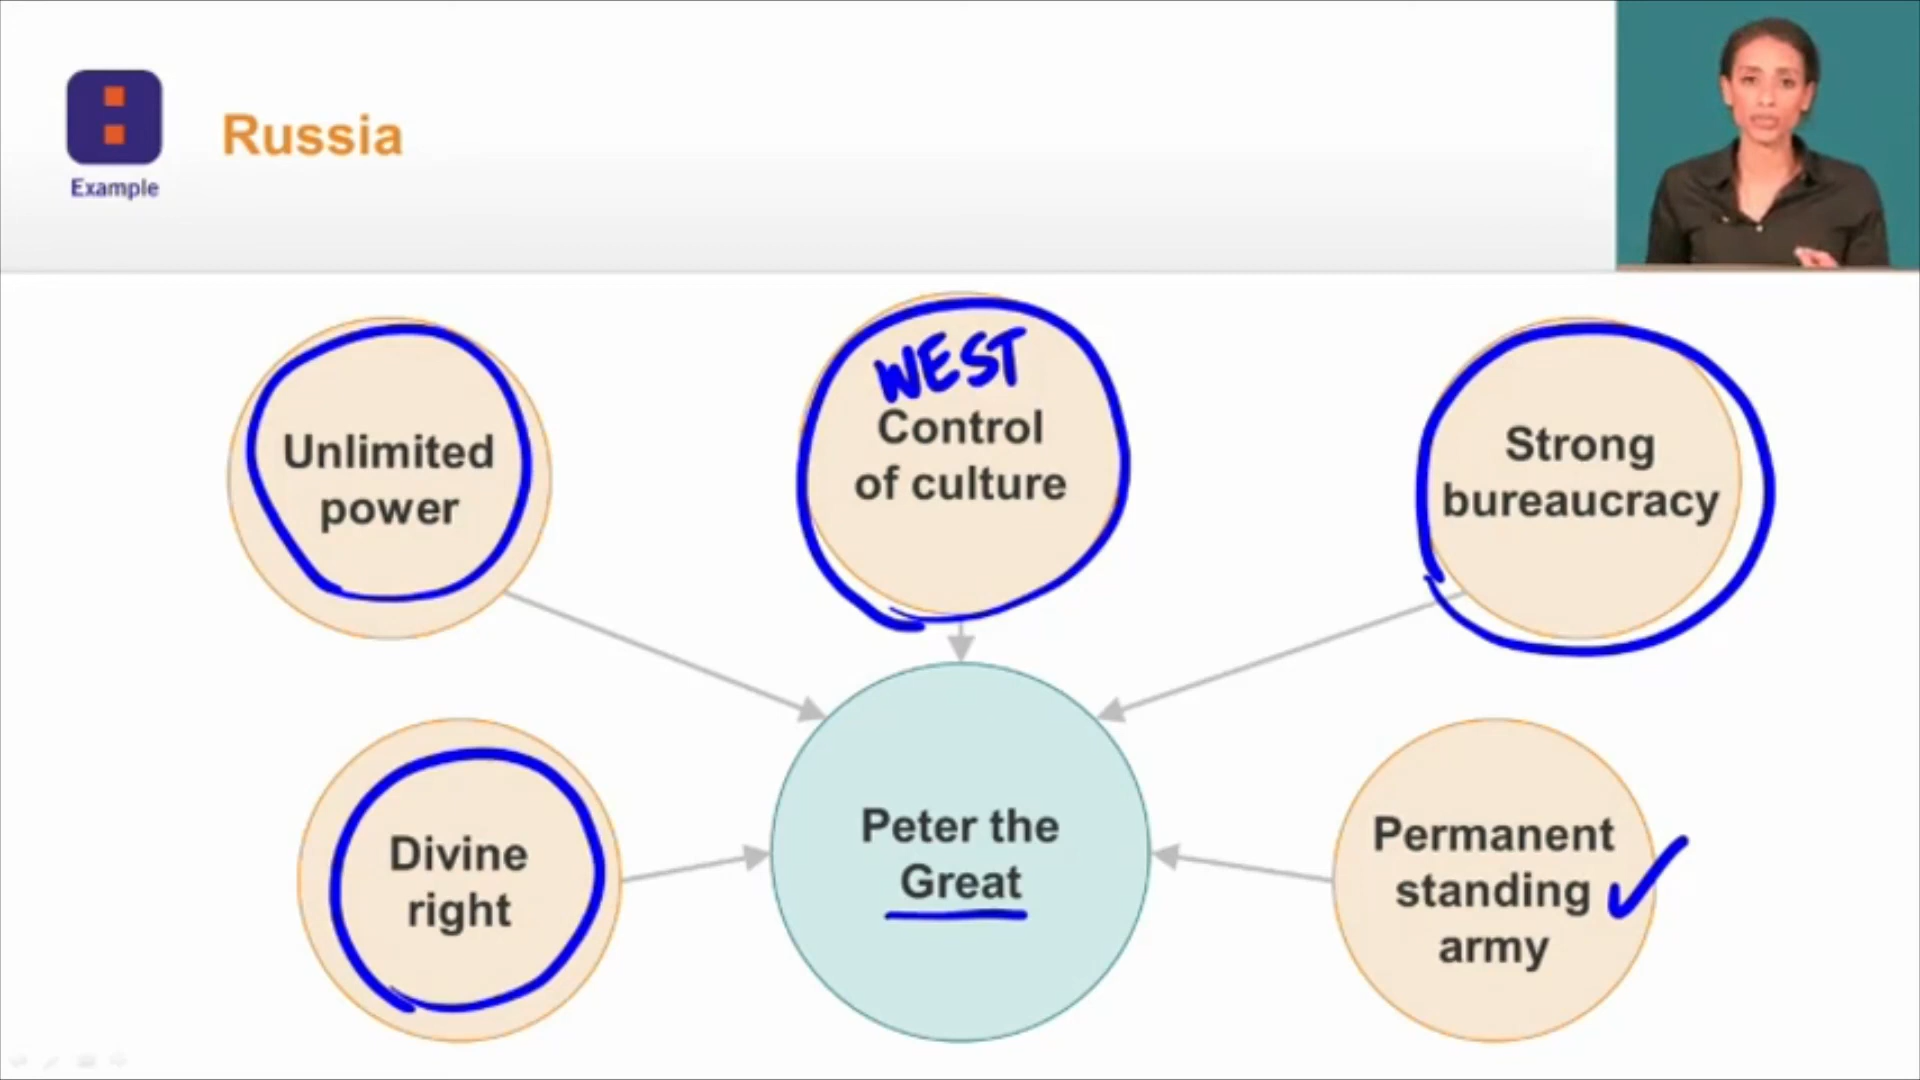 Russia
Example
Unlimited
power
WEST
Control
of culture
Strong
bureaucracy
Divine
right
Peter the
Great
Permanent
standing
army